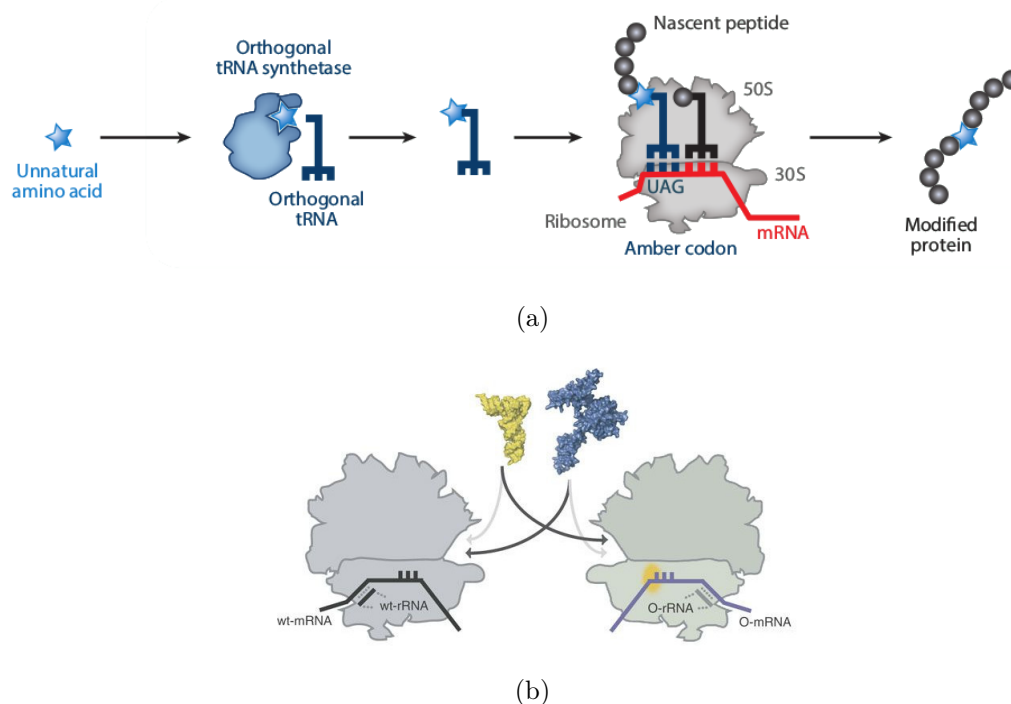 Orthogonal
tRNA synthetase
Unnatural
amino acid
Orthogonal
tRNA
Nascent peptide
50S
30S
UAG
Ribosome
mRNA
Amber codon
Modified
protein
(a)
wt-rRNA
wt-mRNA
O-rRNA
O-mRNA
(b)